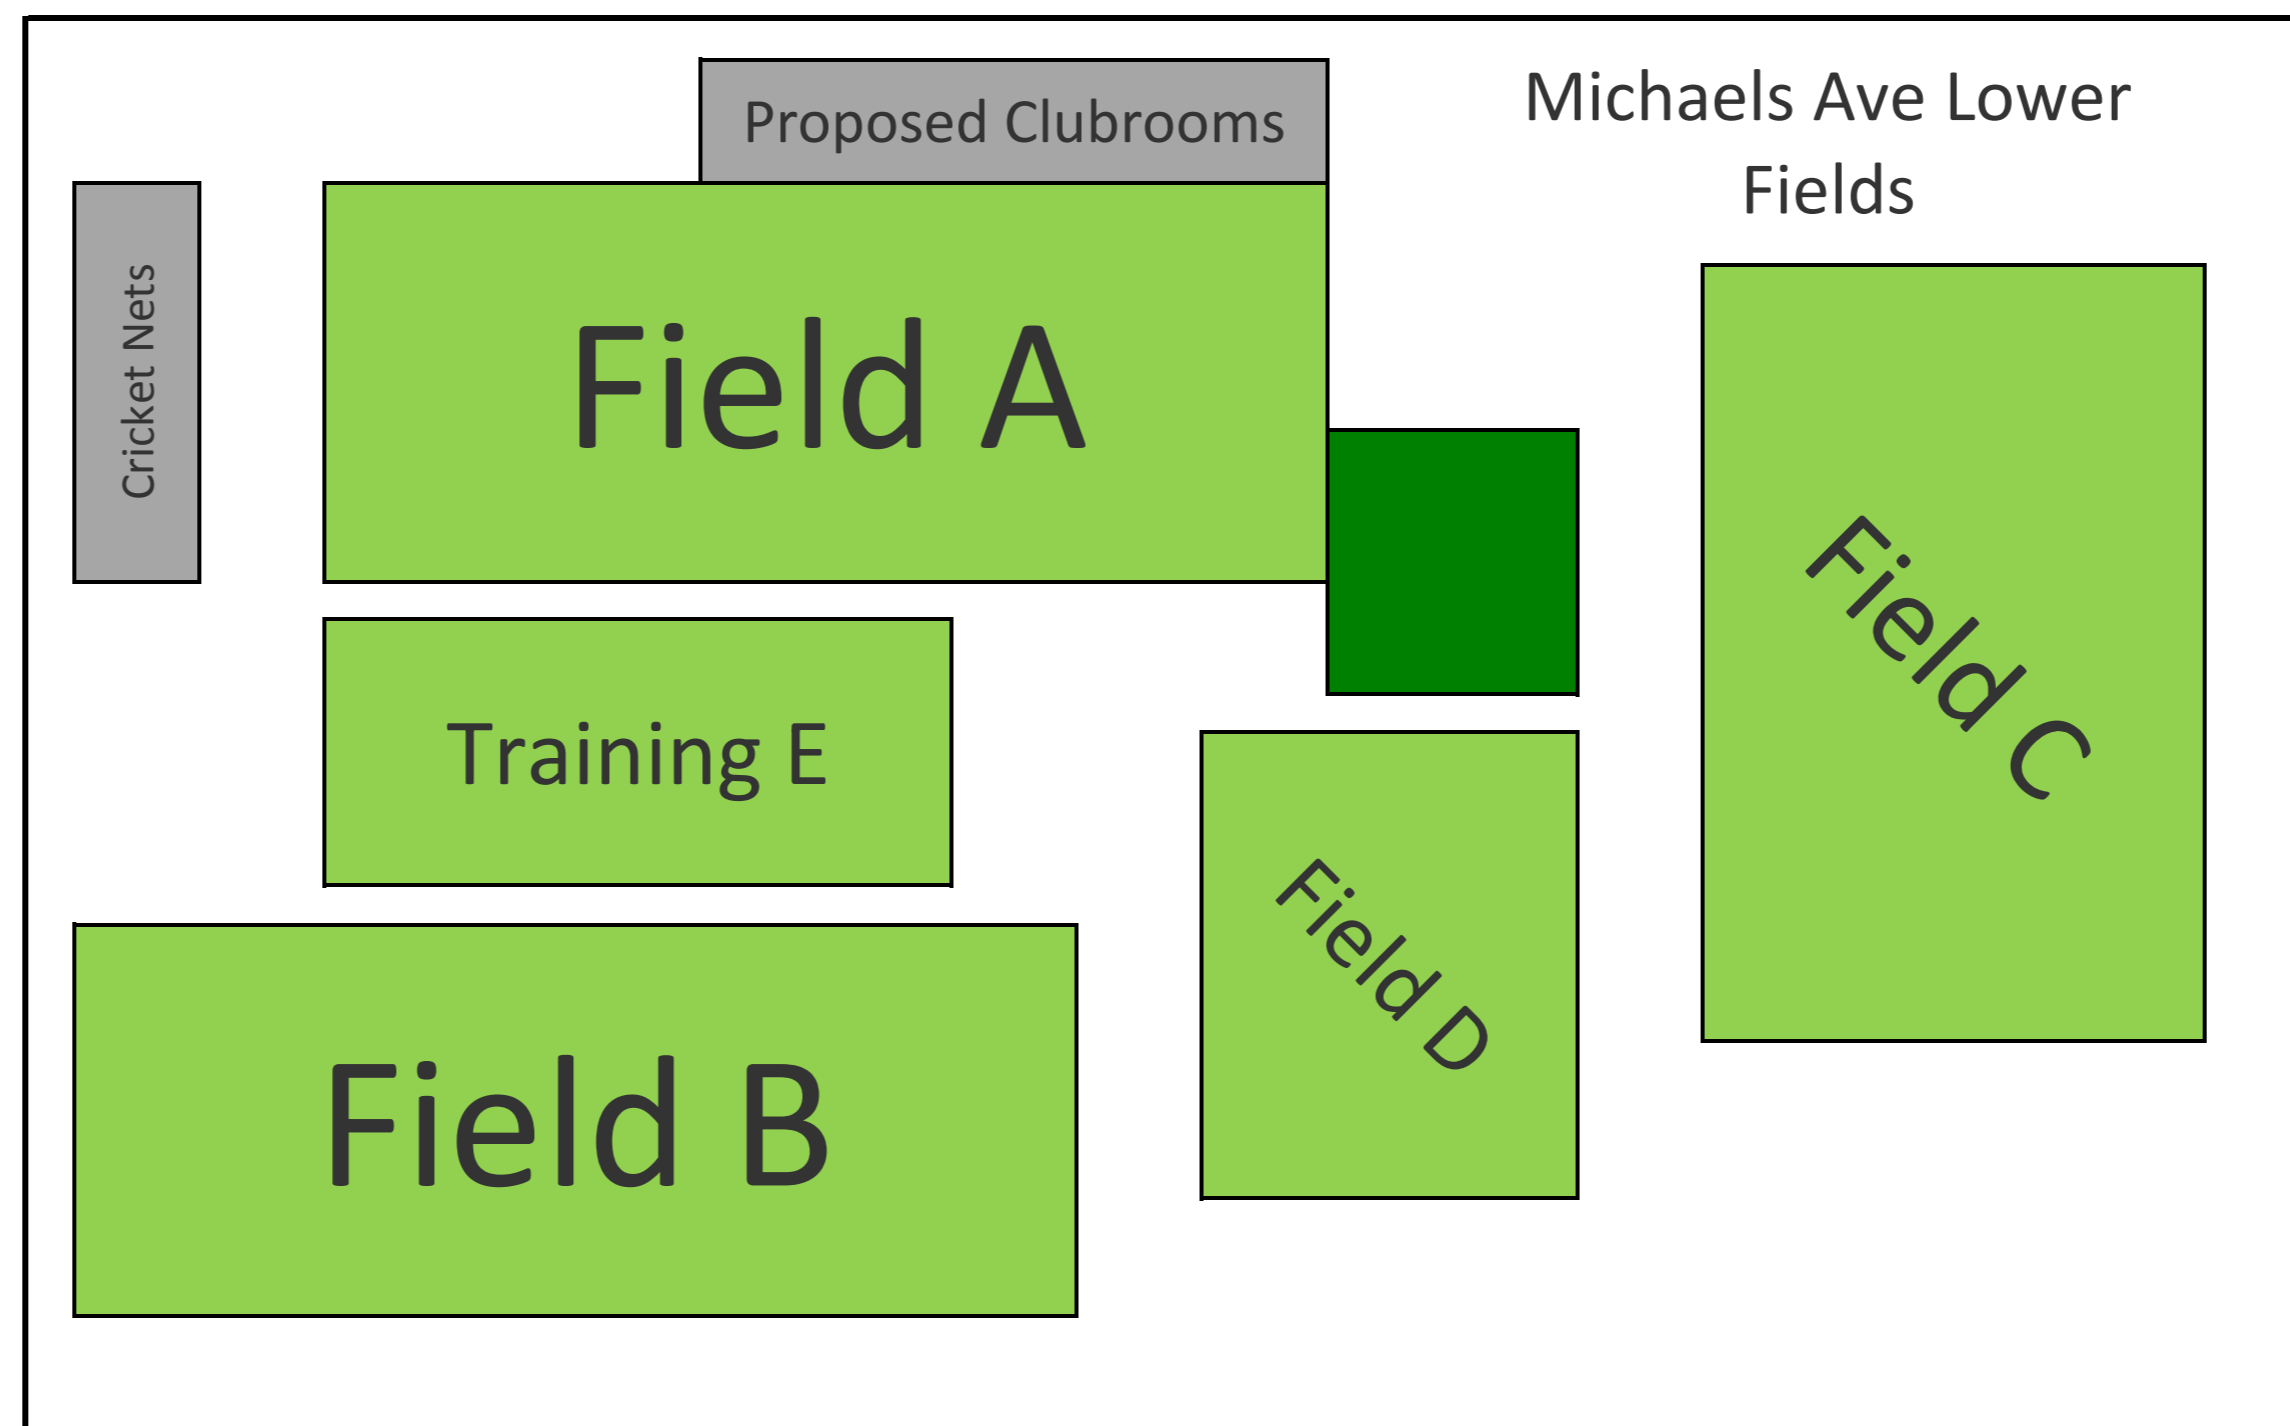 Proposed Clubrooms
Michaels Ave Lower
Fields
Cricket Nets
Field A
Field C
Training E
Field D
Field B